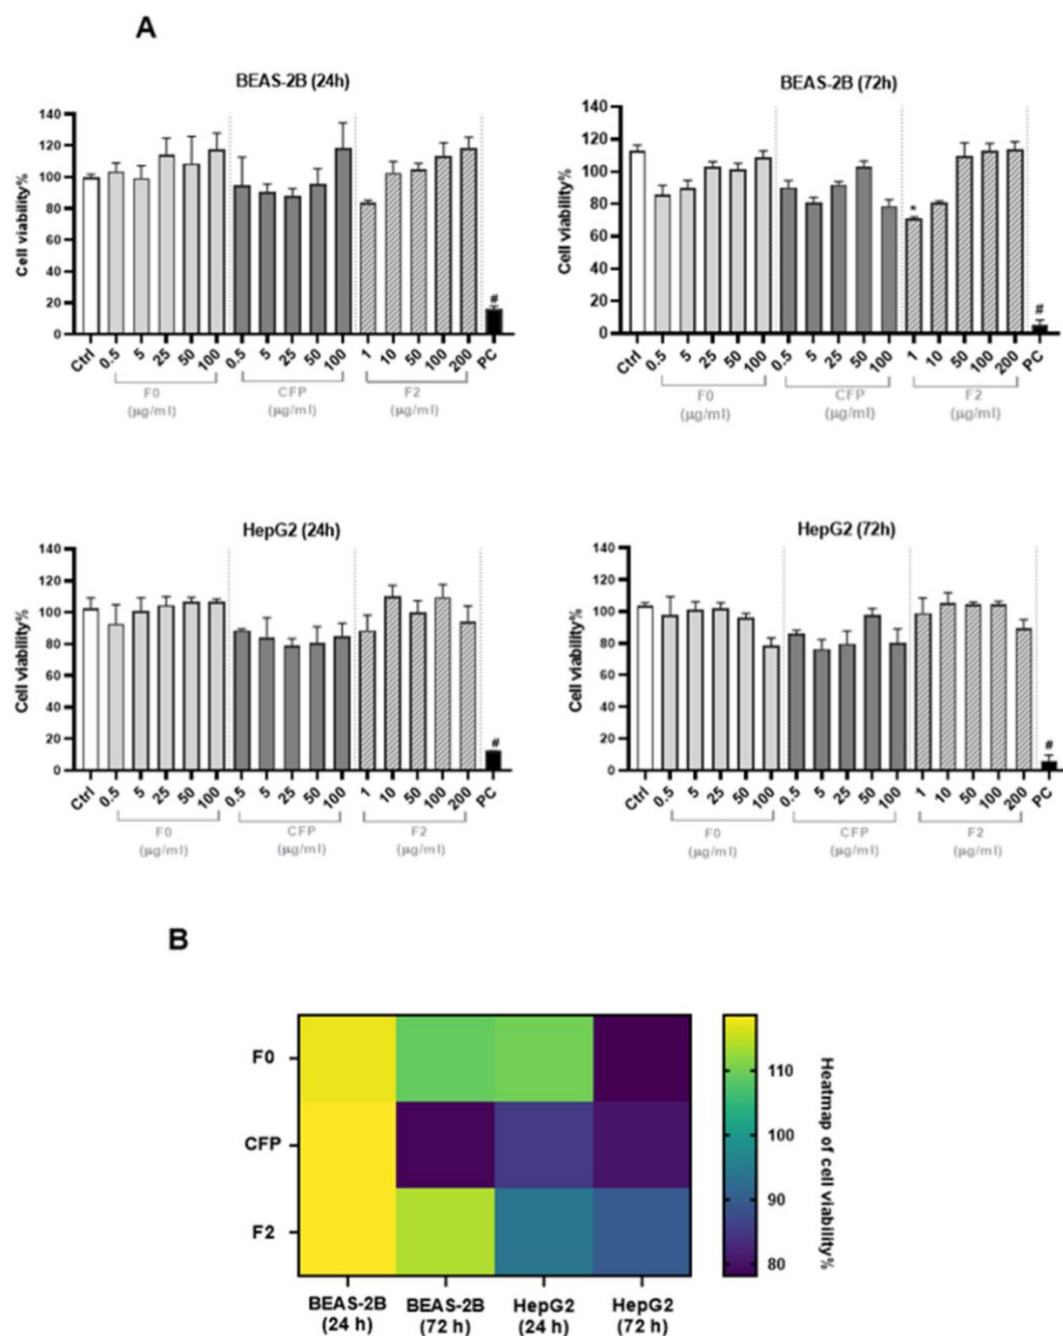 A
BEAS-2B (24h)
Cell viability%
140
120
100
80
60
40
20
0
#
Ctrl 0.5 5 25 50 100 0.5 5 25 50 100 1 10 50 100 200 PC
F0 CFP F2
(µg/ml) (µg/ml) (µg/ml)
BEAS-2B (72h)
Cell viability%
140
120
100
80
60
40
20
0
*
#
Ctrl 0.5 5 25 50 100 0.5 5 25 50 100 1 10 50 100 200 PC
F0 CFP F2
(µg/ml) (µg/ml) (µg/ml)
HepG2 (24h)
Cell viability%
140
120
100
80
60
40
20
0
#
Ctrl 0.5 5 25 50 100 0.5 5 25 50 100 1 10 50 100 200 PC
F0 CFP F2
(µg/ml) (µg/ml) (µg/ml)
HepG2 (72h)
Cell viability%
140
120
100
80
60
40
20
0
#
Ctrl 0.5 5 25 50 100 0.5 5 25 50 100 1 10 50 100 200 PC
F0 CFP F2
(µg/ml) (µg/ml) (µg/ml)
B
F0
CFP
F2
BEAS-2B BEAS-2B HepG2 HepG2
(24 h) (72 h) (24 h) (72 h)
110
100
90
80
Heatmap of cell viability%